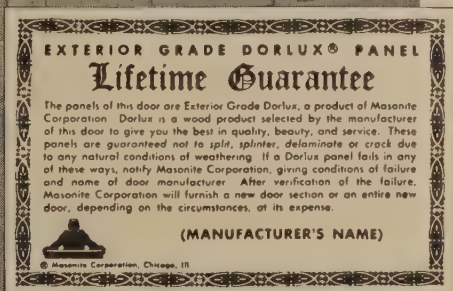 EXTERIOR GRADE DORLUX® PANEL
Lifetime Guarantee
The panels of this door are Exterior Grade Dorlux, a product of Masonite
Corporation Dorlux is a wood product selected by the manufacturer
of this door to give you the best in quality, beauty, and service. These
panels are guaranteed not to split, splinter, delaminate or crack due
to any natural conditions of weathering If a Dorlux panel fails in any
of these ways, notify Masonite Corporation, giving conditions of failure
and name of door manufacturer After verification of the failure,
Masonite Corporation will furnish a new door section or an entire new
door, depending on the circumstances, at its expense.
(MANUFACTURER'S NAME)
® Masonite Corporation, Chicago, Ill